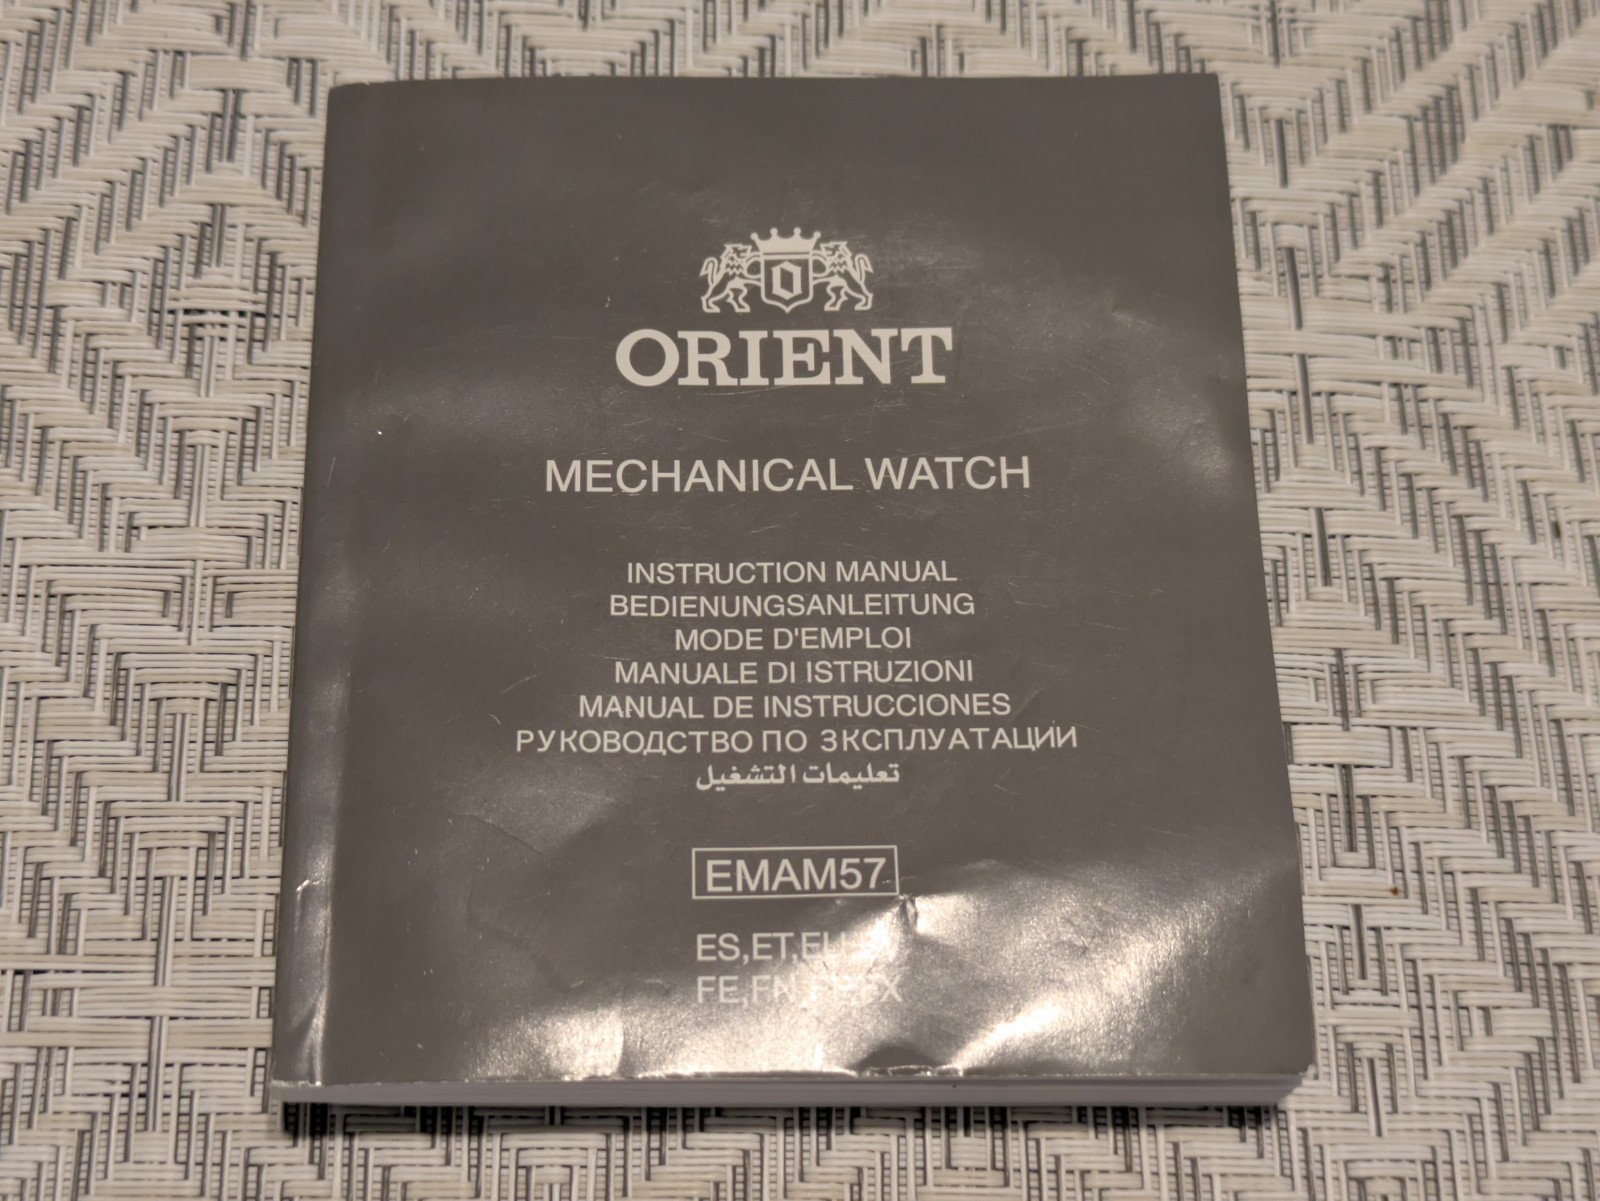 ORIENT
MECHANICAL WATCH
INSTRUCTION MANUAL
BEDIENUNGSANLEITUNG
MODE D'EMPLOI
MANUALE DI ISTRUZIONI
MANUAL DE INSTRUCCIONES
РУКОВОДСТВО ПО ЗКСПЛУАТАЦИИ
تعليمات التشغيل
EMAM57
ES,ET,
FE,